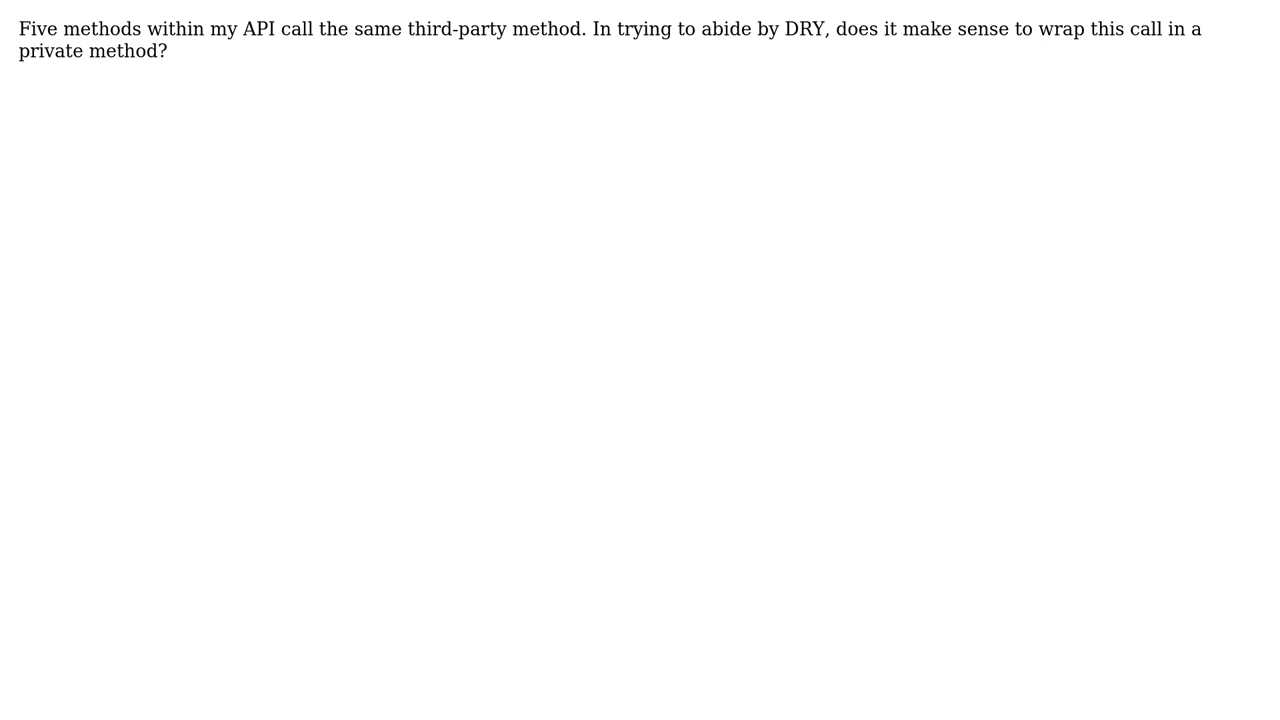 Five methods within my API call the same third-party method. In trying to abide by DRY, does it make sense to wrap this call in a
private method?